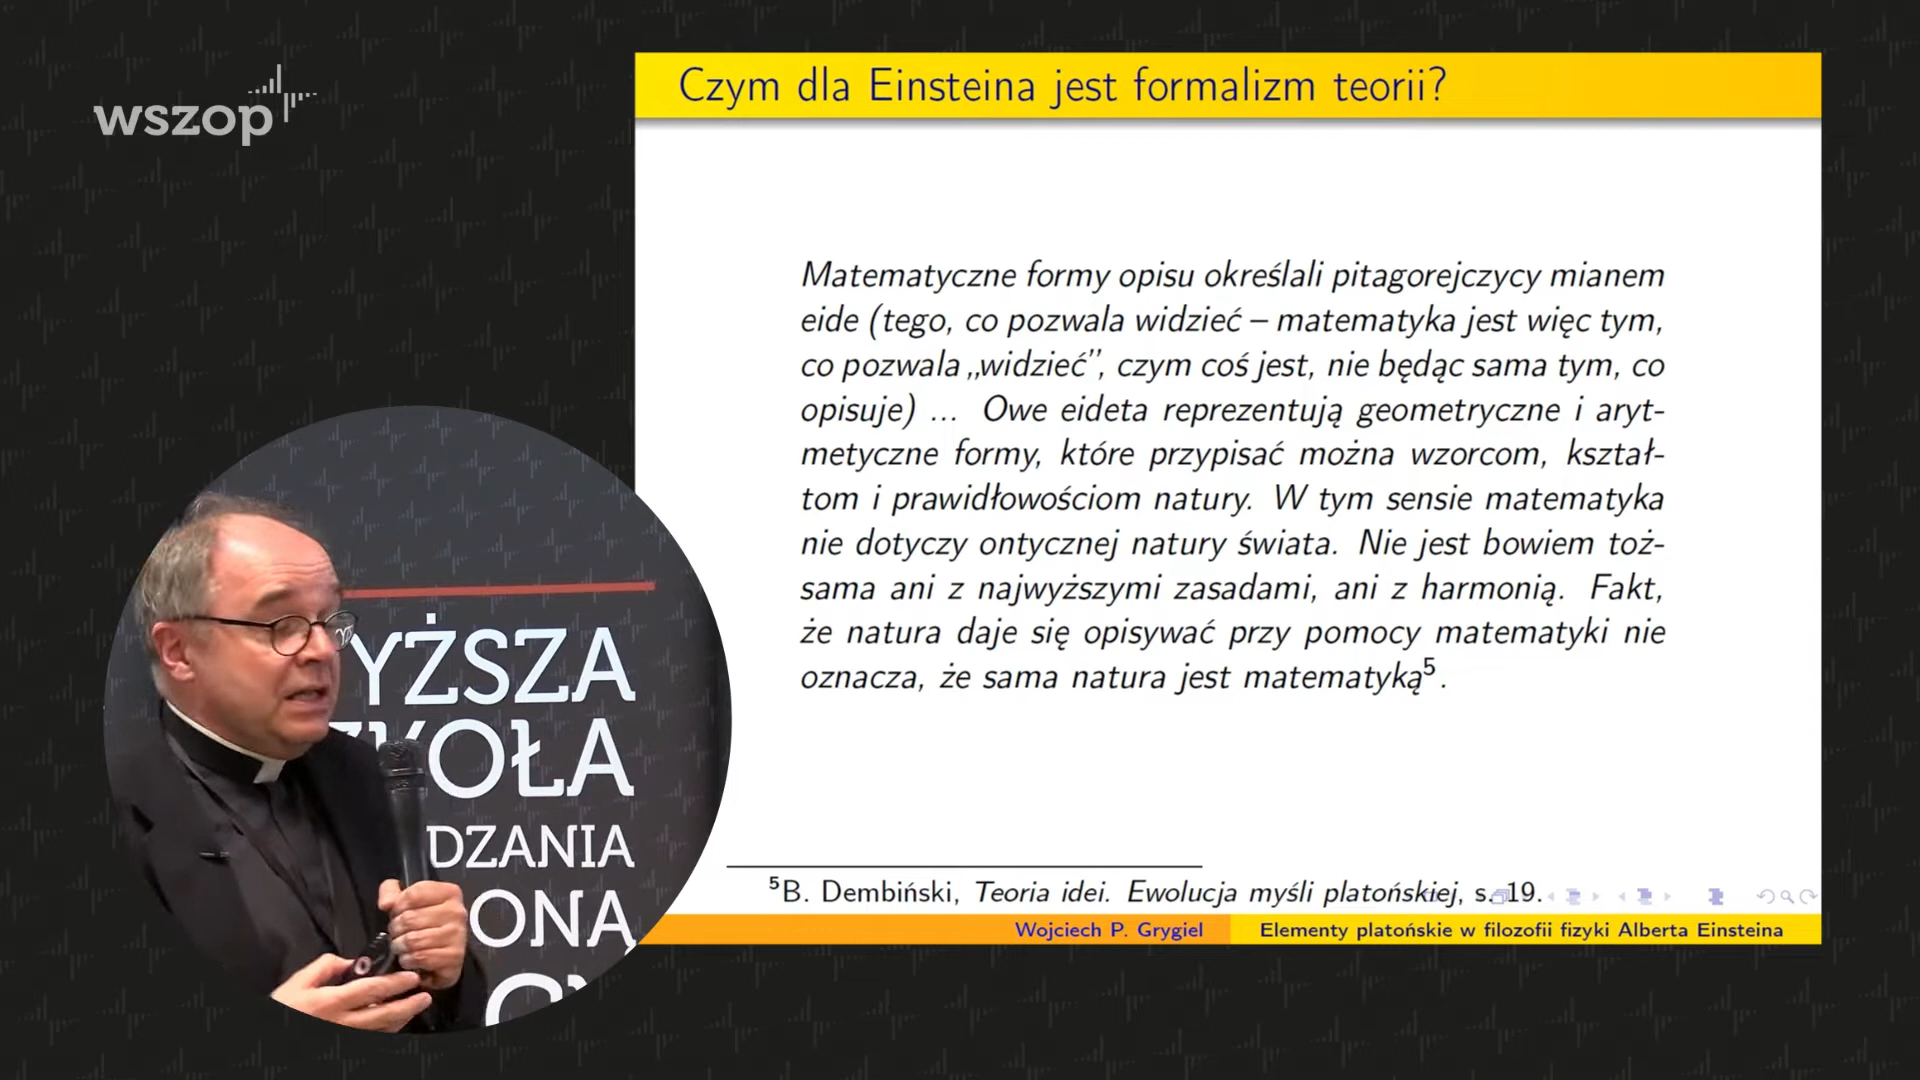 wszop
Czym dla Einsteina jest formalizm teorii?
Matematyczne formy opisu określali pitagorejczycy mianem
eide (tego, co pozwala widzieć – matematyka jest więc tym,
co pozwala „widzieć”, czym coś jest, nie będąc sama tym, co
opisuje) ... Owe eideta reprezentują geometryczne i aryt-
metyczne formy, które przypisać można wzorcom, kształ-
tom i prawidłowościom natury. W tym sensie matematyka
nie dotyczy ontycznej natury świata. Nie jest bowiem toż-
sama ani z najwyższymi zasadami, ani z harmonią. Fakt,
że natura daje się opisywać przy pomocy matematyki nie
oznacza, że sama natura jest matematyką⁵.
⁵B. Dembiński, Teoria idei. Ewolucja myśli platońskiej, s. 19.
Wojciech P. Grygiel
Elementy platońskie w filozofii fizyki Alberta Einsteina
YŻSZA
KOŁA
DZANIA
ONĄ